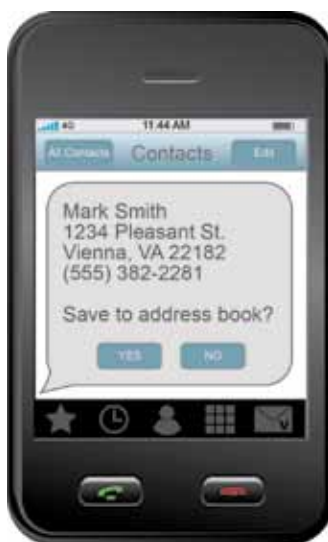 4G 11:44 AM
All Contacts Contacts Edit
Mark Smith
1234 Pleasant St.
Vienna, VA 22182
(555) 382-2281
Save to address book?
YES NO